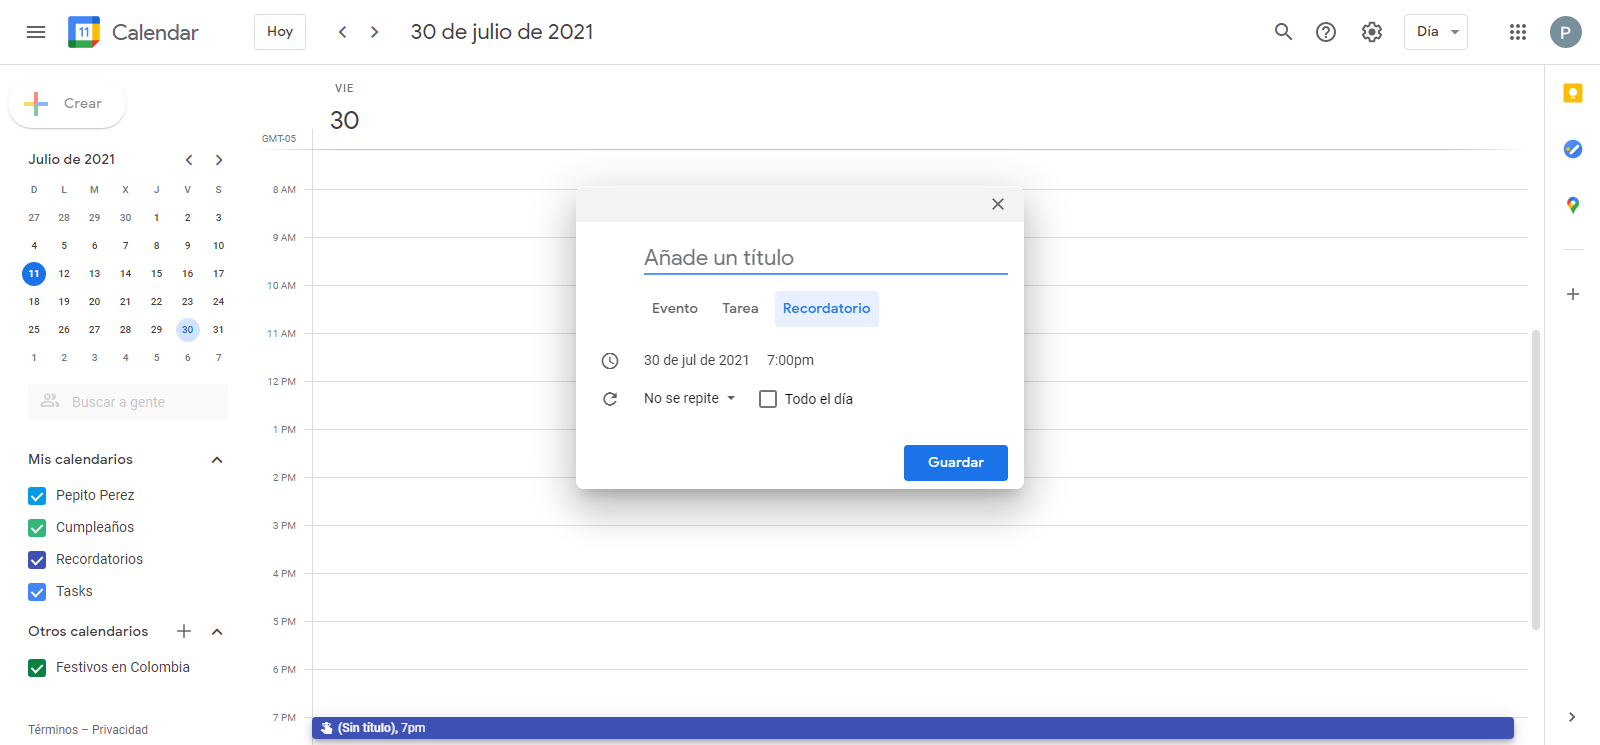 11 Calendar Hoy 30 de julio de 2021 Día P
Crear
Julio de 2021
D L M X J V S
27 28 29 30 1 2 3
4 5 6 7 8 9 10
11 12 13 14 15 16 17
18 19 20 21 22 23 24
25 26 27 28 29 30 31
1 2 3 4 5 6 7
Buscar a gente
Mis calendarios
Pepito Perez
Cumpleaños
Recordatorios
Tasks
Otros calendarios
Festivos en Colombia
Términos – Privacidad
VIE
30
GMT-05
8 AM
9 AM
10 AM
11 AM
12 PM
1 PM
2 PM
3 PM
4 PM
5 PM
6 PM
7 PM
(Sin título), 7pm
Añade un título
Evento Tarea Recordatorio
30 de jul de 2021 7:00pm
No se repite Todo el día
Guardar